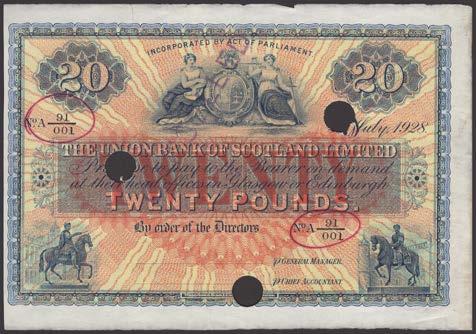 INCORPORATED BY ACT OF PARLIAMENT
20 20
No A 91/001
July, 1928
THE UNION BANK OF SCOTLAND LIMITED
Promise to pay to the Bearer on demand
at their head offices in Glasgow or Edinburgh
TWENTY POUNDS.
By order of the Directors
No A 91/001
p GENERAL MANAGER.
p CHIEF ACCOUNTANT